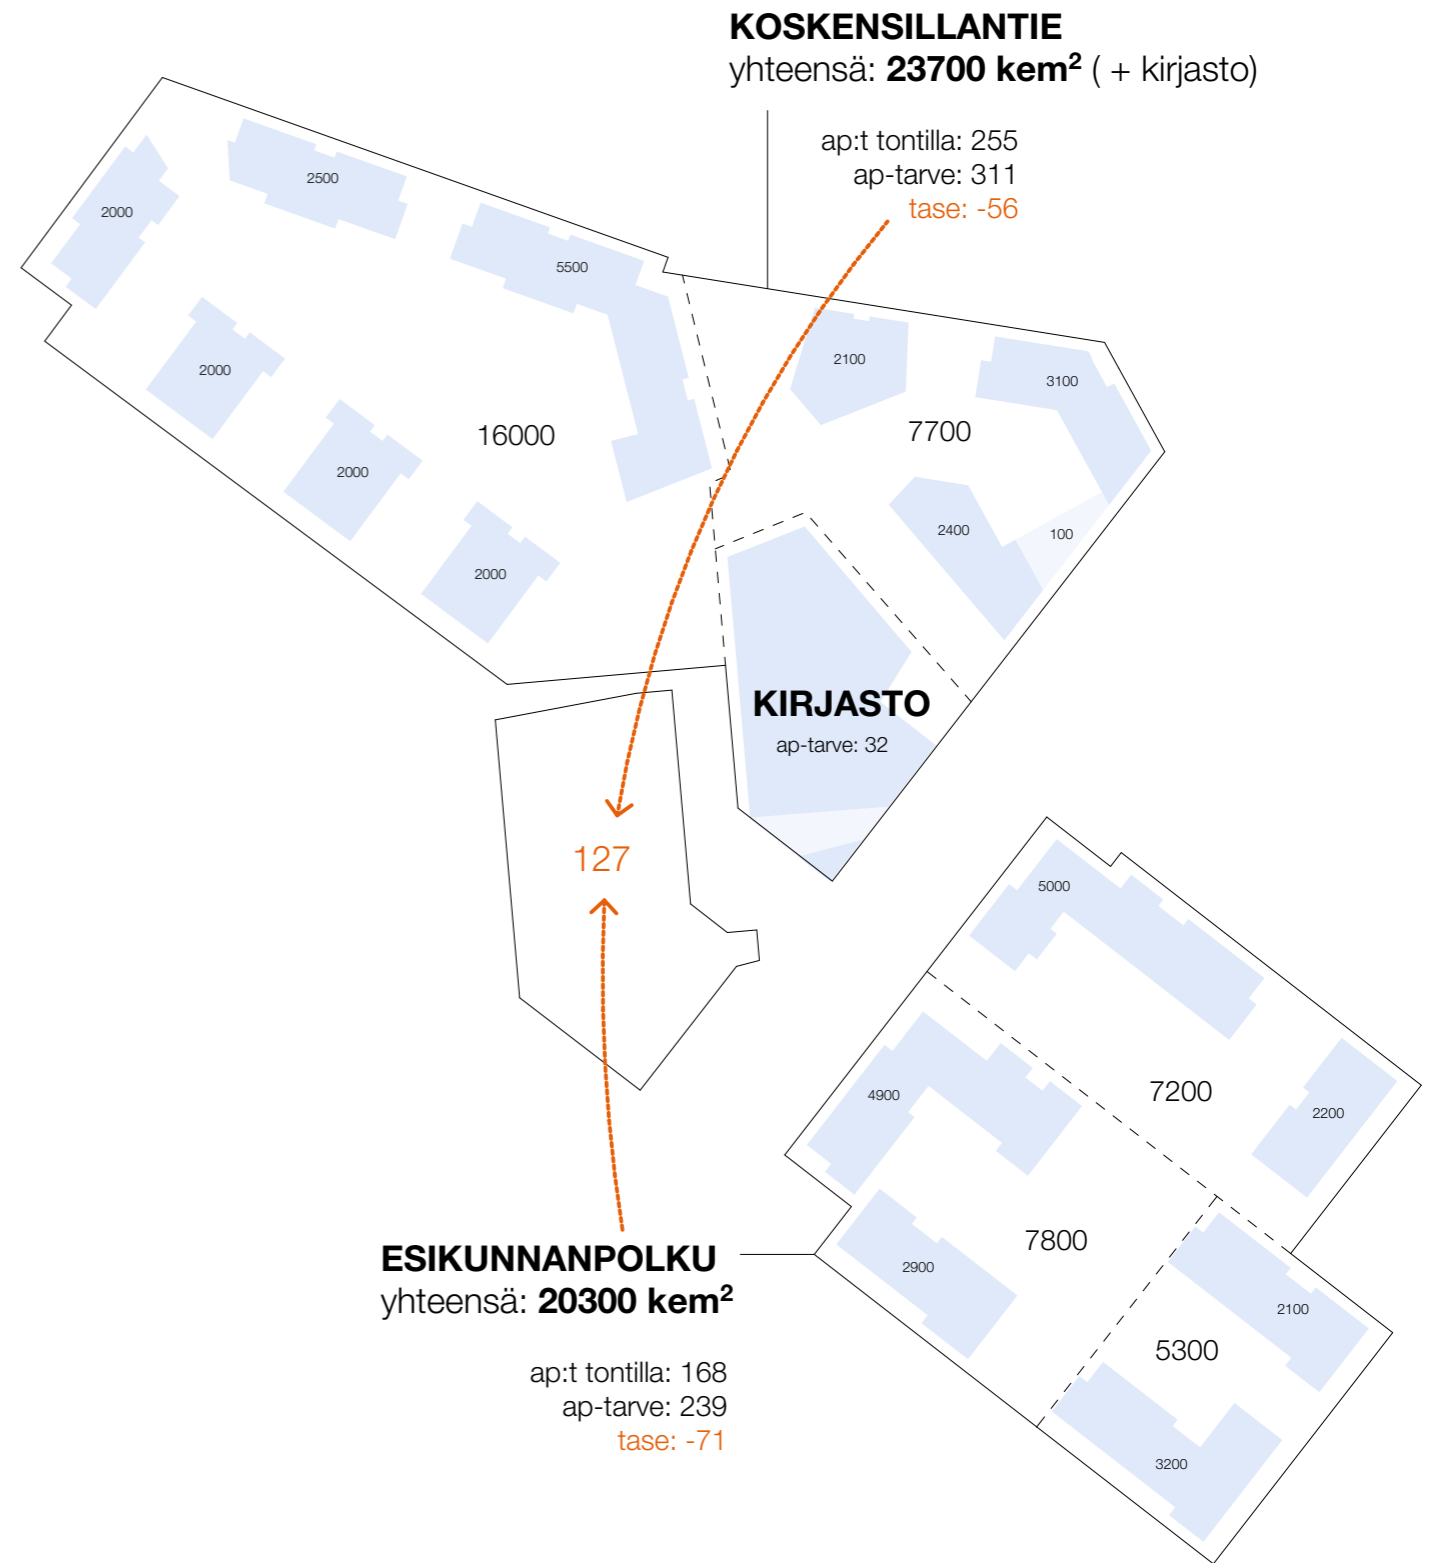 KOSKENSILLANTIE
yhteensä: 23700 kem² ( + kirjasto)
ap:t tontilla: 255
ap-tarve: 311
tase: -56
2000
2500
5500
2000
2000
2000
16000
2100
3100
7700
2400
100
KIRJASTO
ap-tarve: 32
127
5000
7200
2200
4900
7800
2900
2100
5300
3200
ESIKUNNANPOLKU
yhteensä: 20300 kem²
ap:t tontilla: 168
ap-tarve: 239
tase: -71